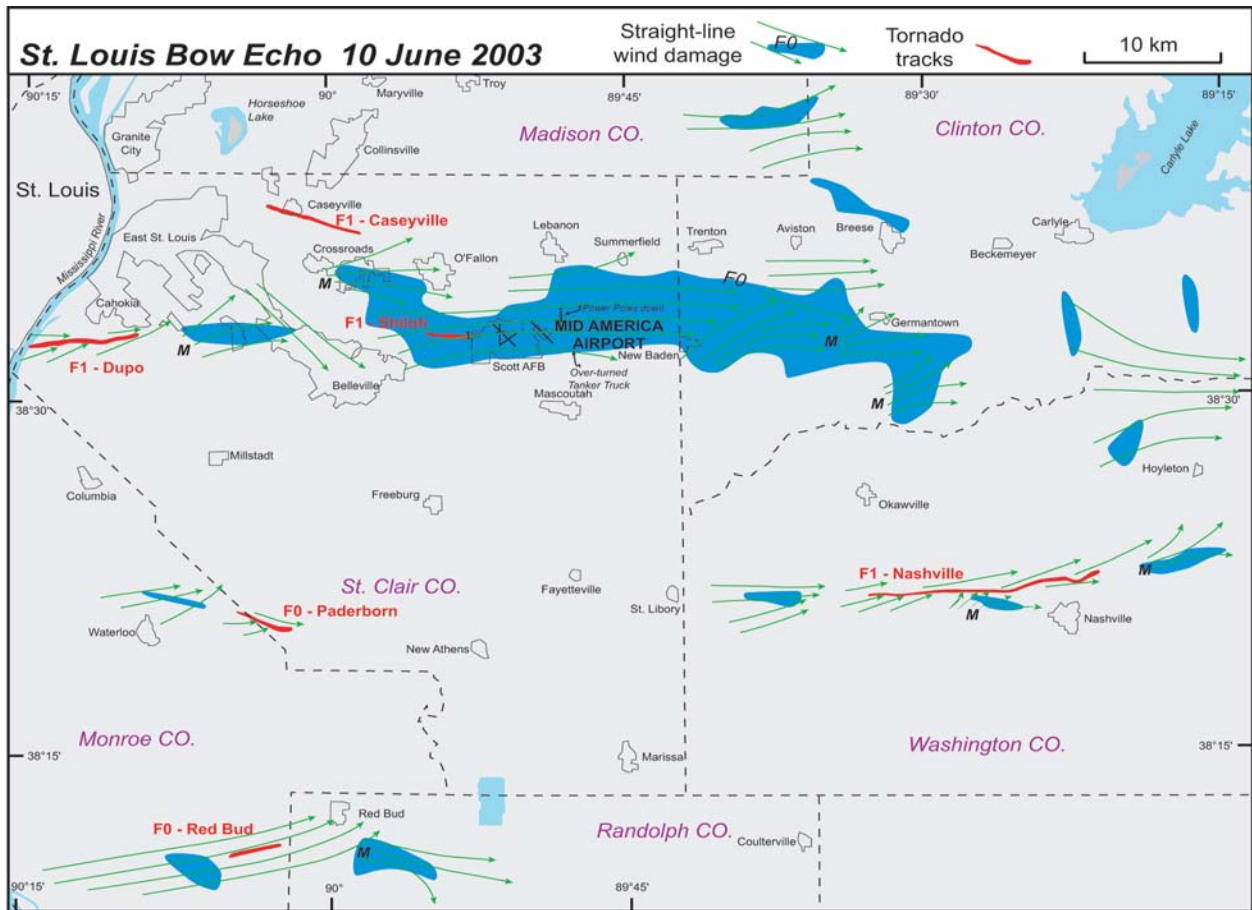 St. Louis Bow Echo 10 June 2003
Straight-line
wind damage
F0
Tornado
tracks
10 km
90°15'
90°
89°45'
89°30'
89°15'
Maryville
Troy
Horseshoe
Lake
Granite
City
Collinsville
Madison CO.
Clinton CO.
Carlyle Lake
St. Louis
Mississippi River
Caseyville
F1 - Caseyville
East St. Louis
Crossroads
O'Fallon
Lebanon
Summerfield
Trenton
Aviston
Breese
Carlyle
Beckemeyer
M
F0
Cahokia
F1 - Shiloh
Power Poles down
MID AMERICA
AIRPORT
Germantown
M
F1 - Dupo
M
Scott AFB
New Baden
Over-turned
Tanker Truck
Belleville
Mascoutah
M
38°30'
38°30'
Millstadt
Hoyleton
Columbia
Freeburg
Okawville
St. Clair CO.
Fayetteville
St. Libory
F1 - Nashville
M
F0 - Paderborn
Waterloo
M
Nashville
New Athens
Monroe CO.
Washington CO.
38°15'
Marissa
38°15'
Red Bud
F0 - Red Bud
Randolph CO.
Coulterville
M
90°15'
90°
89°45'